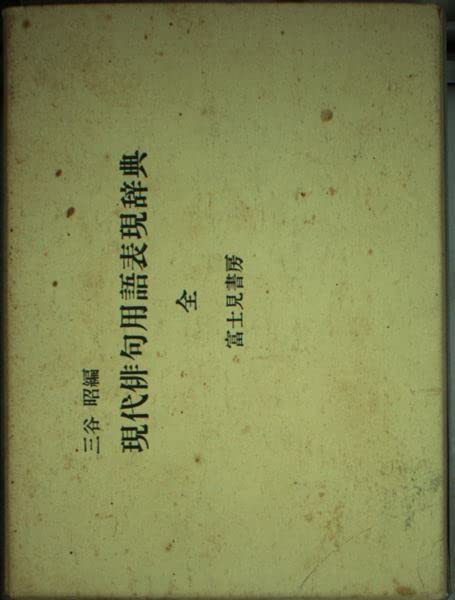 三谷 昭編
現代俳句用語表現辞典
全
富士見書房